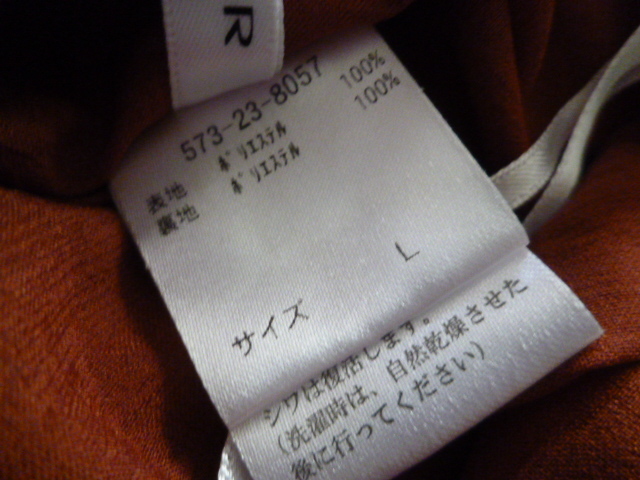 R
573-23-8057
表地 ポリエステル 100%
裏地 ポリエステル 100%
サイズ L
シワは復活します。
(洗濯時は、自然乾燥させた
後に行ってください)